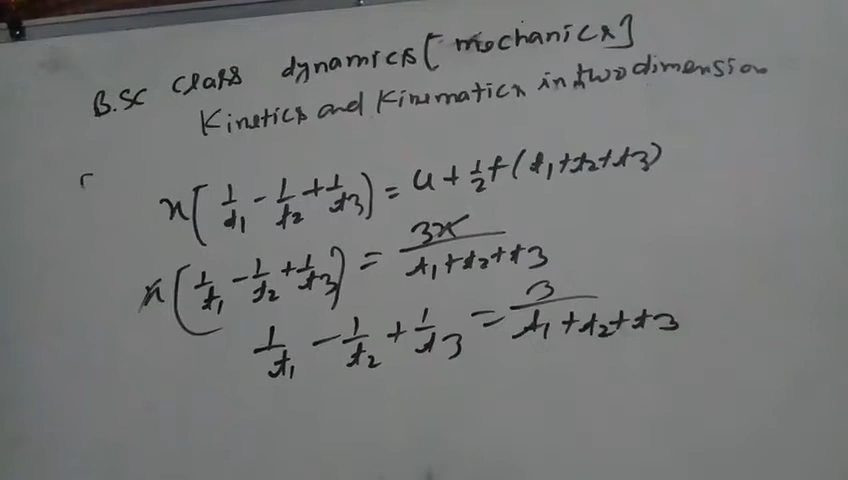 B.SC Class dynamics [mechanics]
Kinetics and Kinematics in two dimension
x[1/t1 - 1/t2 + 1/t3] = u + 1/2 f(t1+t2+t3)
x[1/t1 - 1/t2 + 1/t3] = 3x/t1+t2+t3
1/t1 - 1/t2 + 1/t3 = 3/t1+t2+t3